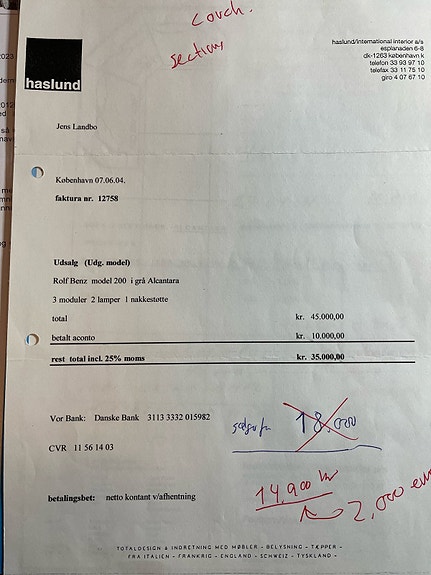 couch.
sections
haslund
haslund/international interior a/s
esplanaden 6-8
dk-1263 københavn k
telefon 33 93 97 10
telefax 33 11 75 10
giro 4 07 67 10
Jens Landbo
København 07.06.04.
faktura nr. 12758
Udsalg (Udg. model)
Rolf Benz model 200 i grå Alcantara
3 moduler 2 lamper 1 nakkestøtte
total kr. 45.000,00
betalt aconto kr. 10.000,00
rest total incl. 25% moms kr. 35.000,00
Vor Bank: Danske Bank 3113 3332 015982
sælges for 18.000
CVR 11 56 14 03
14,900 kr
betalingsbet: netto kontant v/afhentning
2,000 euro
TOTALDESIGN & INDRETNING MED MØBLER - BELYSNING - TÆPPER -
FRA ITALIEN - FRANKRIG - ENGLAND - SCHWEIZ - TYSKLAND -